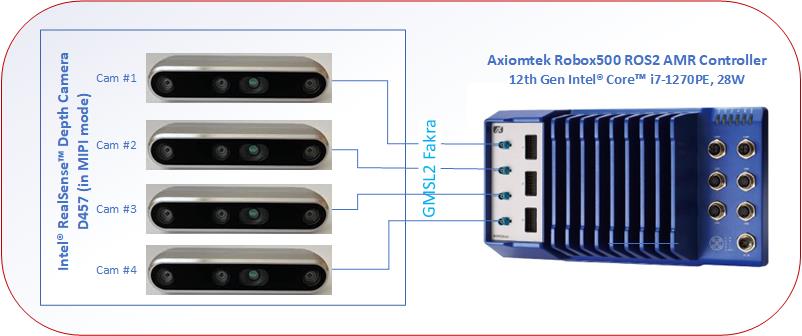 Intel® RealSense™ Depth Camera
D457 (in MIPI mode)
Cam #1
Cam #2
Cam #3
Cam #4
GMSL2 Fakra
Axiomtek Robox500 ROS2 AMR Controller
12th Gen Intel® Core™ i7-1270PE, 28W